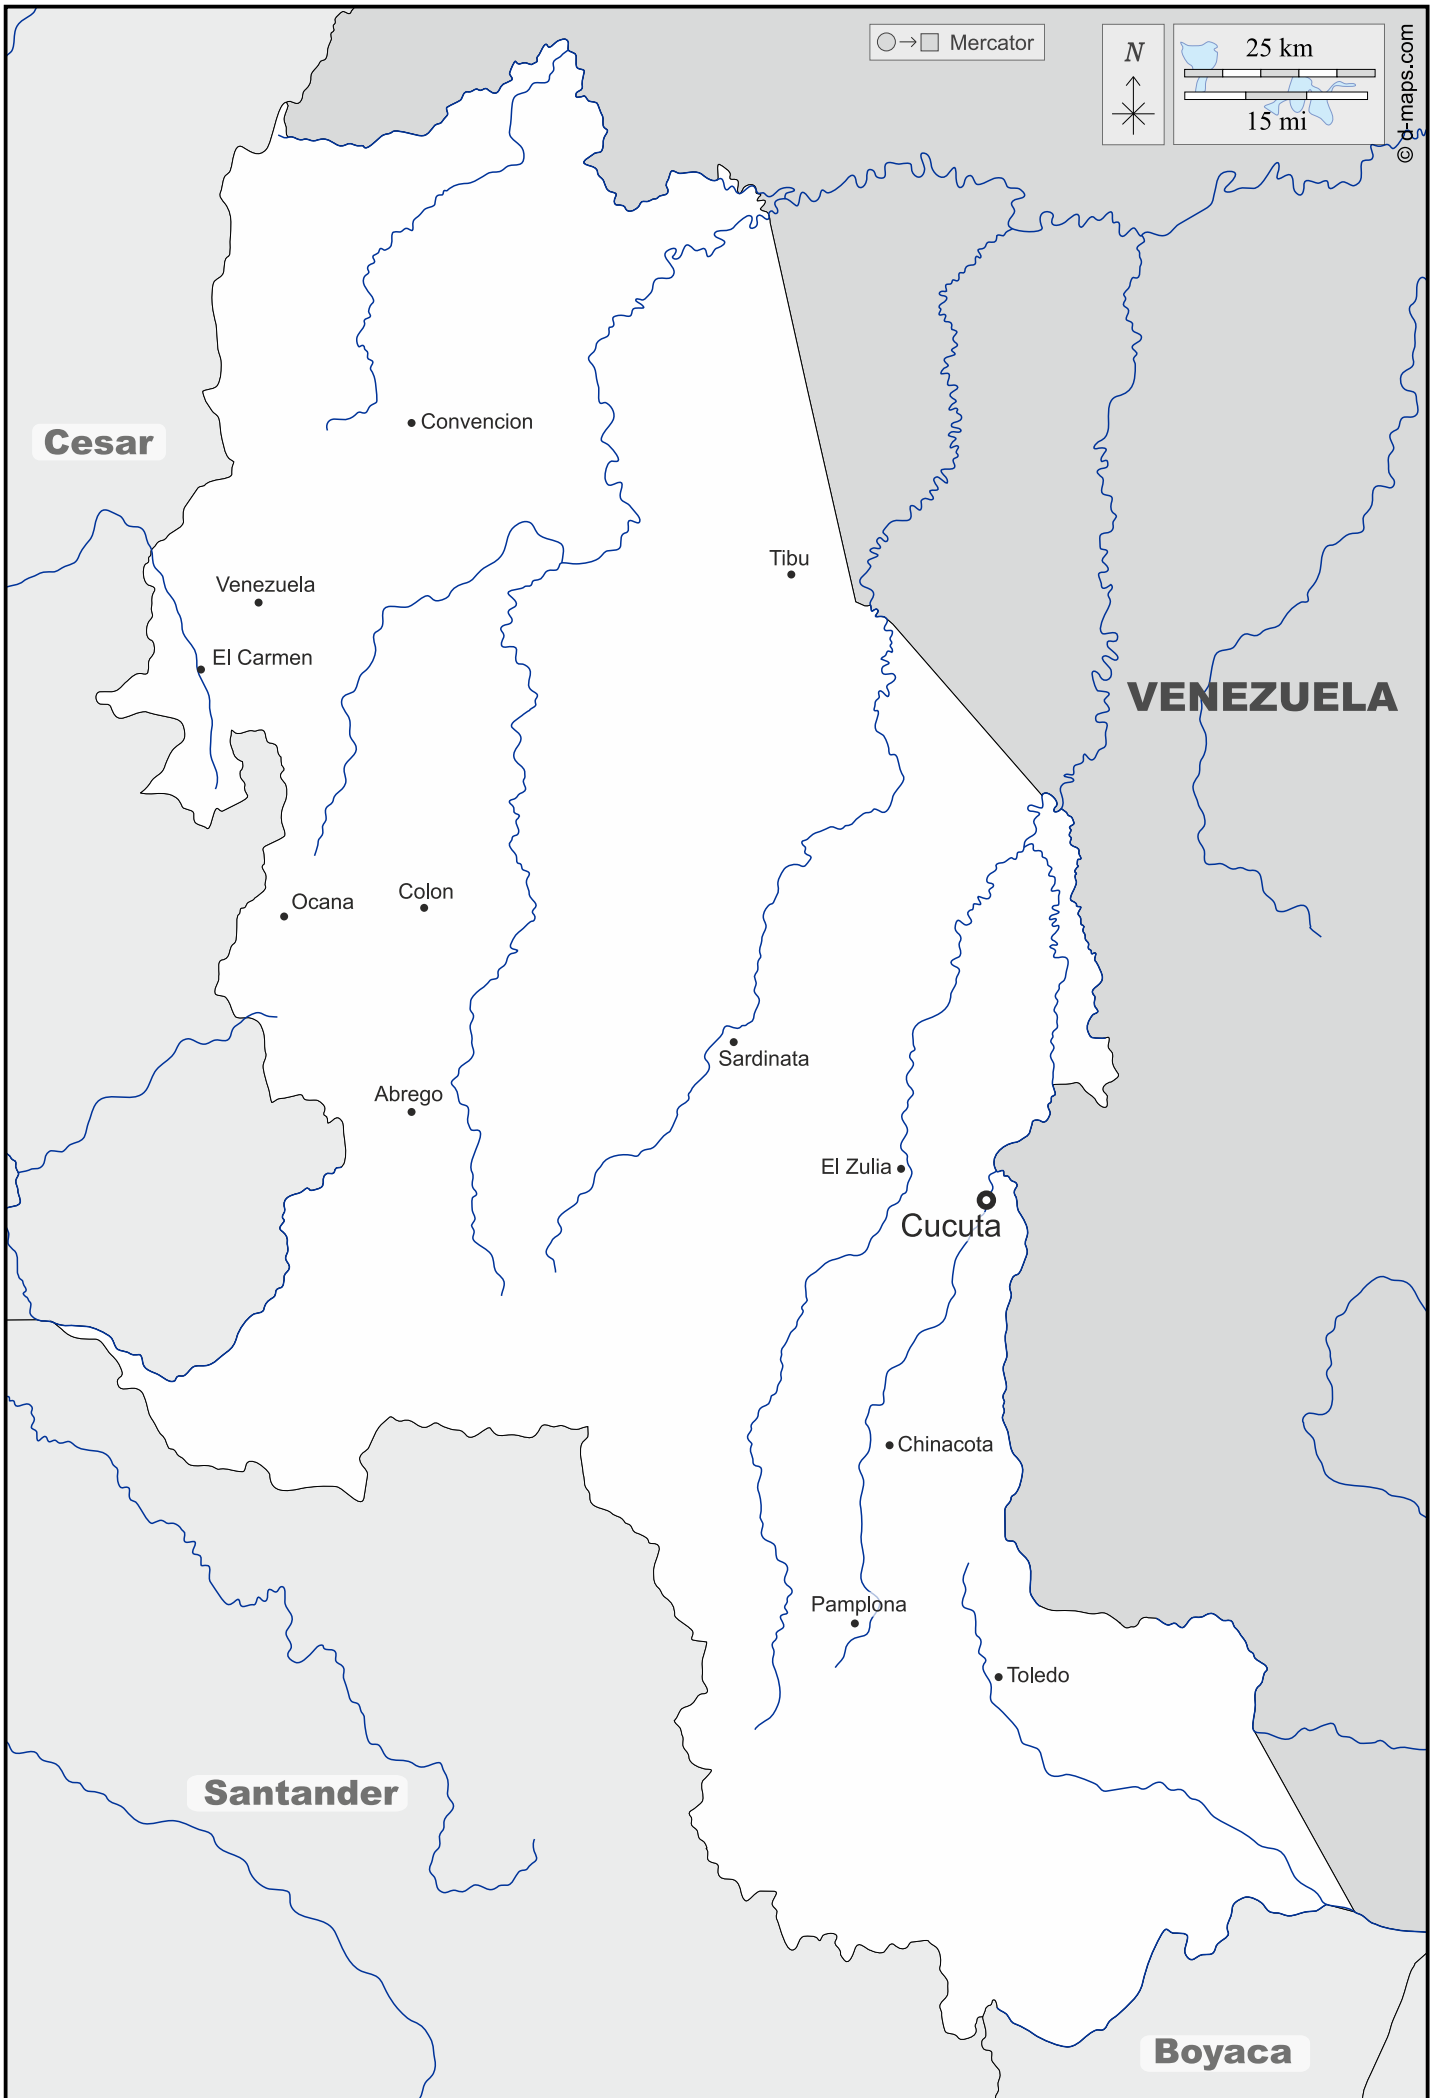 Mercator
N
25 km
15 mi
© d-maps.com
Convencion
Cesar
Tibu
Venezuela
El Carmen
VENEZUELA
Colon
Ocana
Sardinata
Abrego
El Zulia
Cucuta
Chinacota
Pamplona
Toledo
Santander
Boyaca